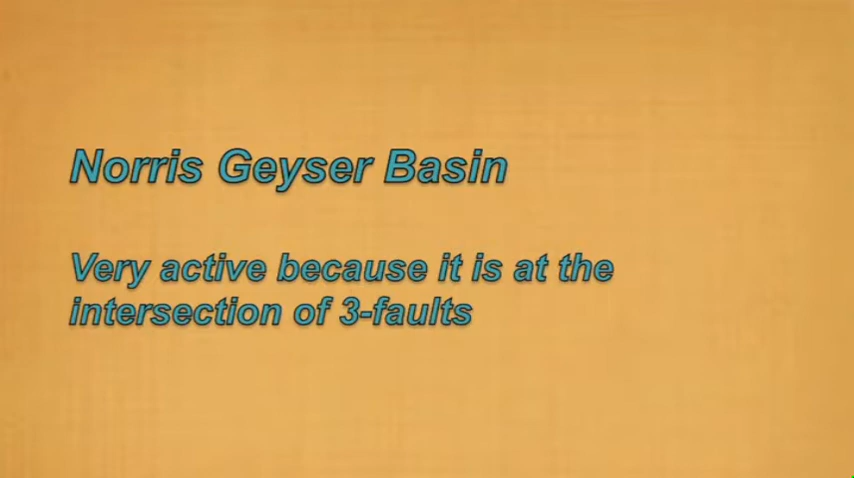 Norris Geyser Basin
Very active because it is at the
intersection of 3-faults